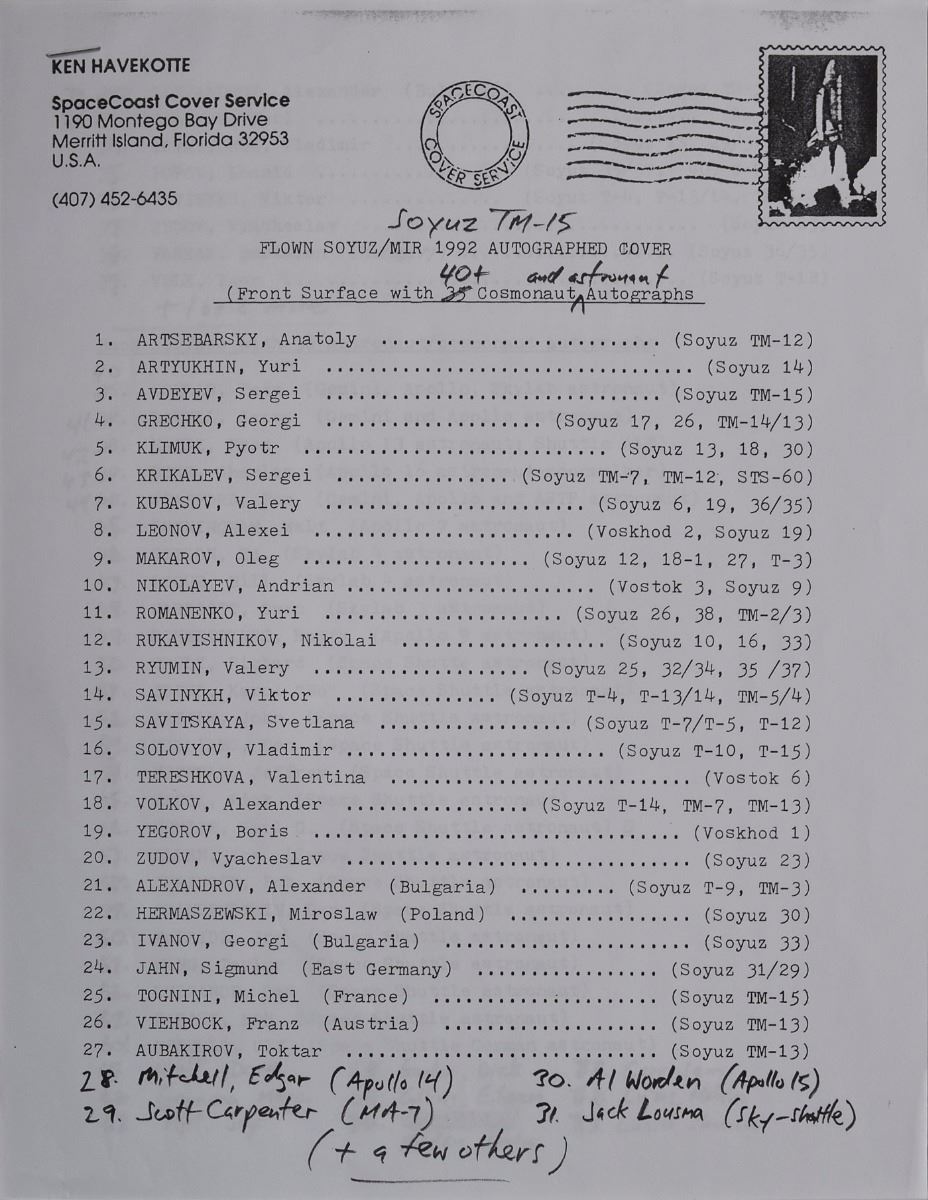 KEN HAVEKOTTE
SpaceCoast Cover Service
1190 Montego Bay Drive
Merritt Island, Florida 32953
U.S.A.
(407) 452-6435
SPACECOAST COVER SERVICE
Soyuz TM-15
FLOWN SOYUZ/MIR 1992 AUTOGRAPHED COVER
40+ and astronaut
(Front Surface with 35 Cosmonaut Autographs
1. ARTSEBARSKY, Anatoly .......................... (Soyuz TM-12)
2. ARTYUKHIN, Yuri .................................. (Soyuz 14)
3. AVDEYEV, Sergei ................................. (Soyuz TM-15)
4. GRECHKO, Georgi .................... (Soyuz 17, 26, TM-14/13)
5. KLIMUK, Pyotr ............................. (Soyuz 13, 18, 30)
6. KRIKALEV, Sergei ................ (Soyuz TM-7, TM-12, STS-60)
7. KUBASOV, Valery ......................... (Soyuz 6, 19, 36/35)
8. LEONOV, Alexei ........................ (Voskhod 2, Soyuz 19)
9. MAKAROV, Oleg ..................... (Soyuz 12, 18-1, 27, T-3)
10. NIKOLAYEV, Andrian ........................ (Vostok 3, Soyuz 9)
11. ROMANENKO, Yuri ....................... (Soyuz 26, 38, TM-2/3)
12. RUKAVISHNIKOV, Nikolai ................... (Soyuz 10, 16, 33)
13. RYUMIN, Valery .................... (Soyuz 25, 32/34, 35 /37)
14. SAVINYKH, Viktor ............... (Soyuz T-4, T-13/14, TM-5/4)
15. SAVITSKAYA, Svetlana .................. (Soyuz T-7/T-5, T-12)
16. SOLOVYOV, Vladimir ......................... (Soyuz T-10, T-15)
17. TERESHKOVA, Valentina .............................. (Vostok 6)
18. VOLKOV, Alexander .................... (Soyuz T-14, TM-7, TM-13)
19. YEGOROV, Boris .................................. (Voskhod 1)
20. ZUDOV, Vyacheslav ................................ (Soyuz 23)
21. ALEXANDROV, Alexander (Bulgaria) ......... (Soyuz T-9, TM-3)
22. HERMASZEWSKI, Miroslaw (Poland) ................. (Soyuz 30)
23. IVANOV, Georgi (Bulgaria) ....................... (Soyuz 33)
24. JAHN, Sigmund (East Germany) ................. (Soyuz 31/29)
25. TOGNINI, Michel (France) ..................... (Soyuz TM-15)
26. VIEHBOCK, Franz (Austria) .................... (Soyuz TM-13)
27. AUBAKIROV, Toktar ............................. (Soyuz TM-13)
28. Mitchell, Edgar (Apollo 14) 30. Al Worden (Apollo 15)
29. Scott Carpenter (MA-7) 31. Jack Lousma (Sky-shuttle)
(+ a few others)